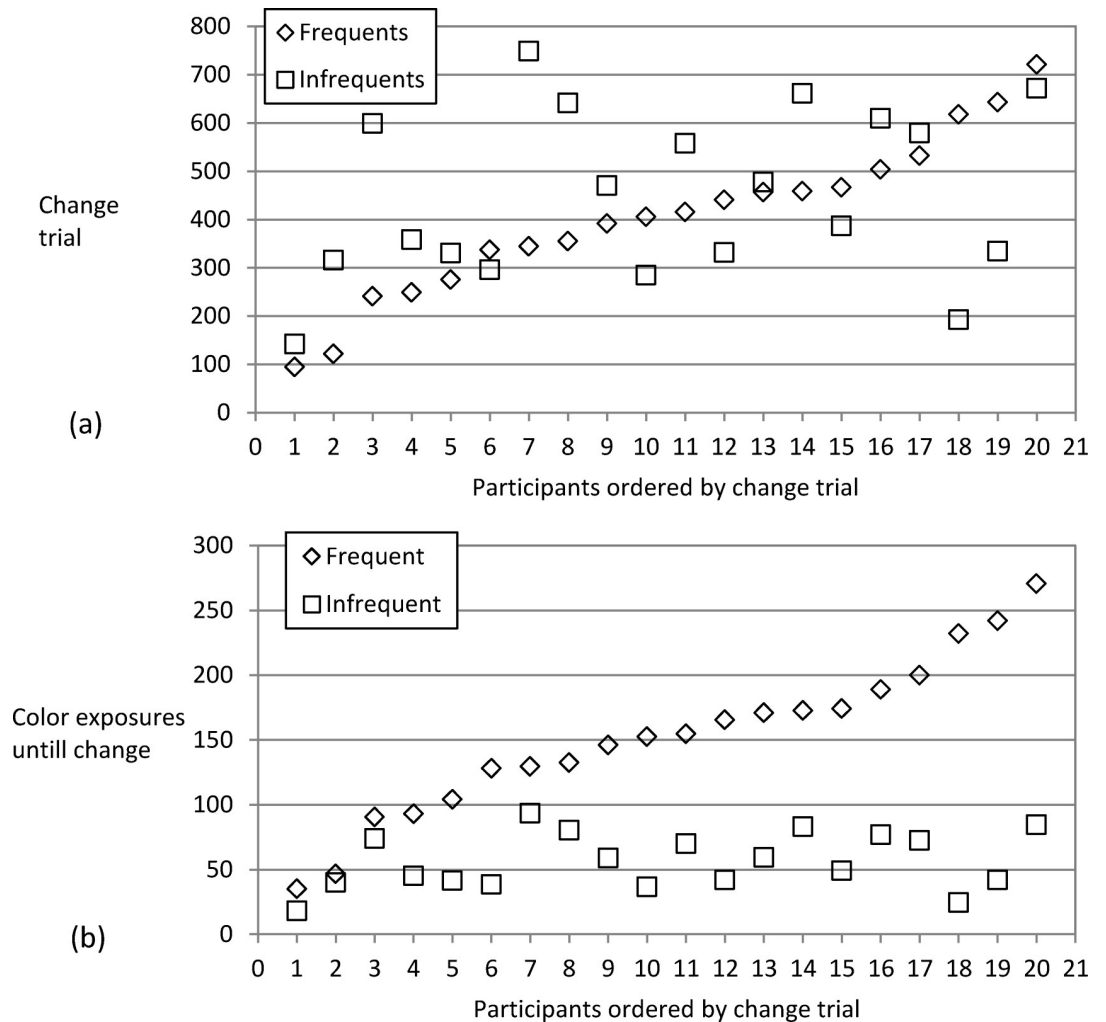 800
Frequents
700
Infrequents
600
500
Change
trial
400
300
200
100
0
(a)
0 1 2 3 4 5 6 7 8 9 10 11 12 13 14 15 16 17 18 19 20 21
Participants ordered by change trial
300
Frequent
250
Infrequent
200
Color exposures
untill change
150
100
50
0
(b)
0 1 2 3 4 5 6 7 8 9 10 11 12 13 14 15 16 17 18 19 20 21
Participants ordered by change trial